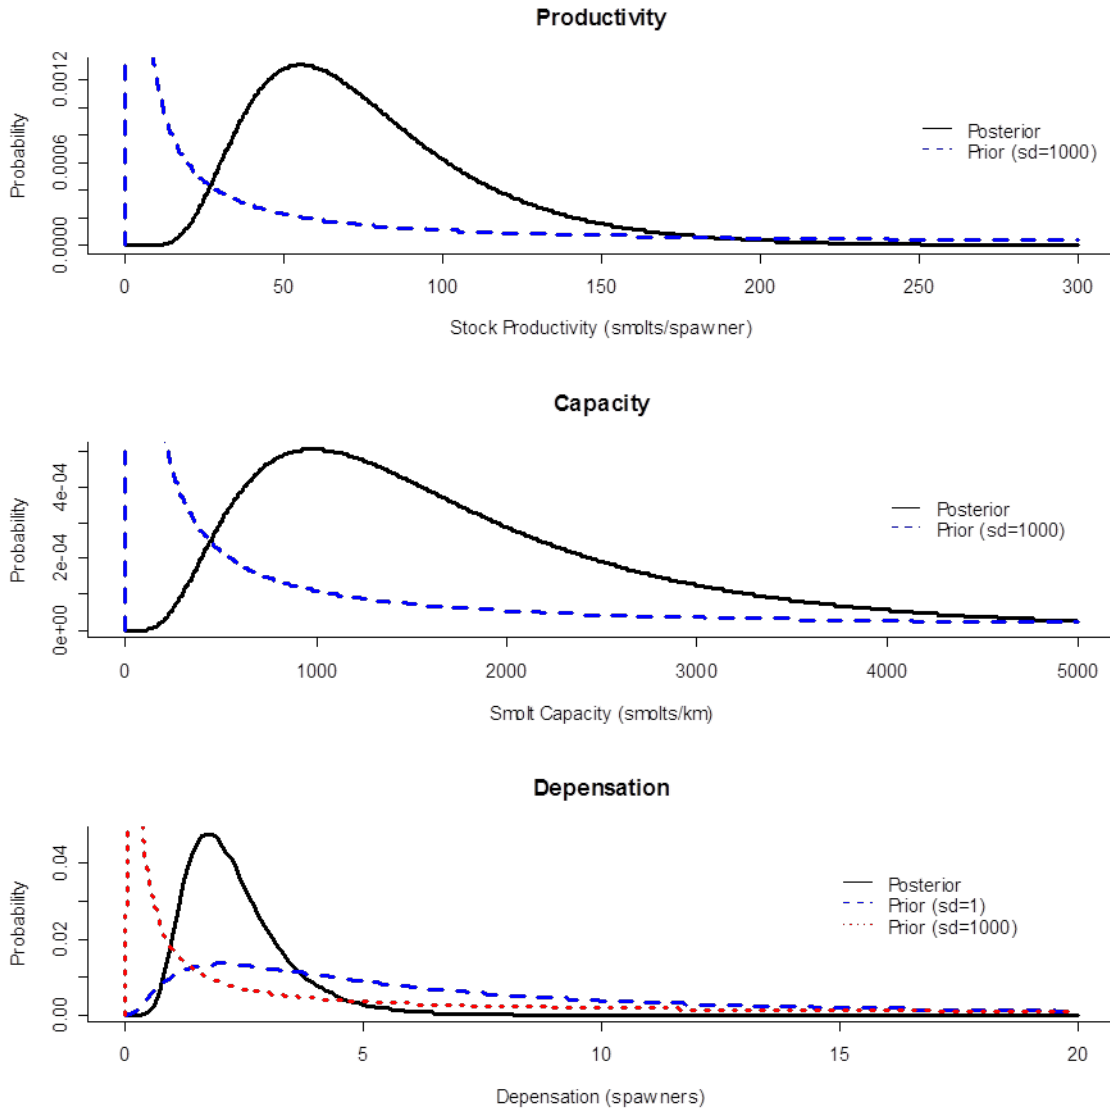 Productivity
Probability
0.0000
0.0006
0.0012
Posterior
Prior (sd=1000)
0 50 100 150 200 250 300
Stock Productivity (smolts/spawner)
Capacity
Probability
0e+00
2e-04
4e-04
Posterior
Prior (sd=1000)
0 1000 2000 3000 4000 5000
Smolt Capacity (smolts/km)
Depensation
Probability
0.00
0.02
0.04
Posterior
Prior (sd=1)
Prior (sd=1000)
0 5 10 15 20
Depensation (spawners)